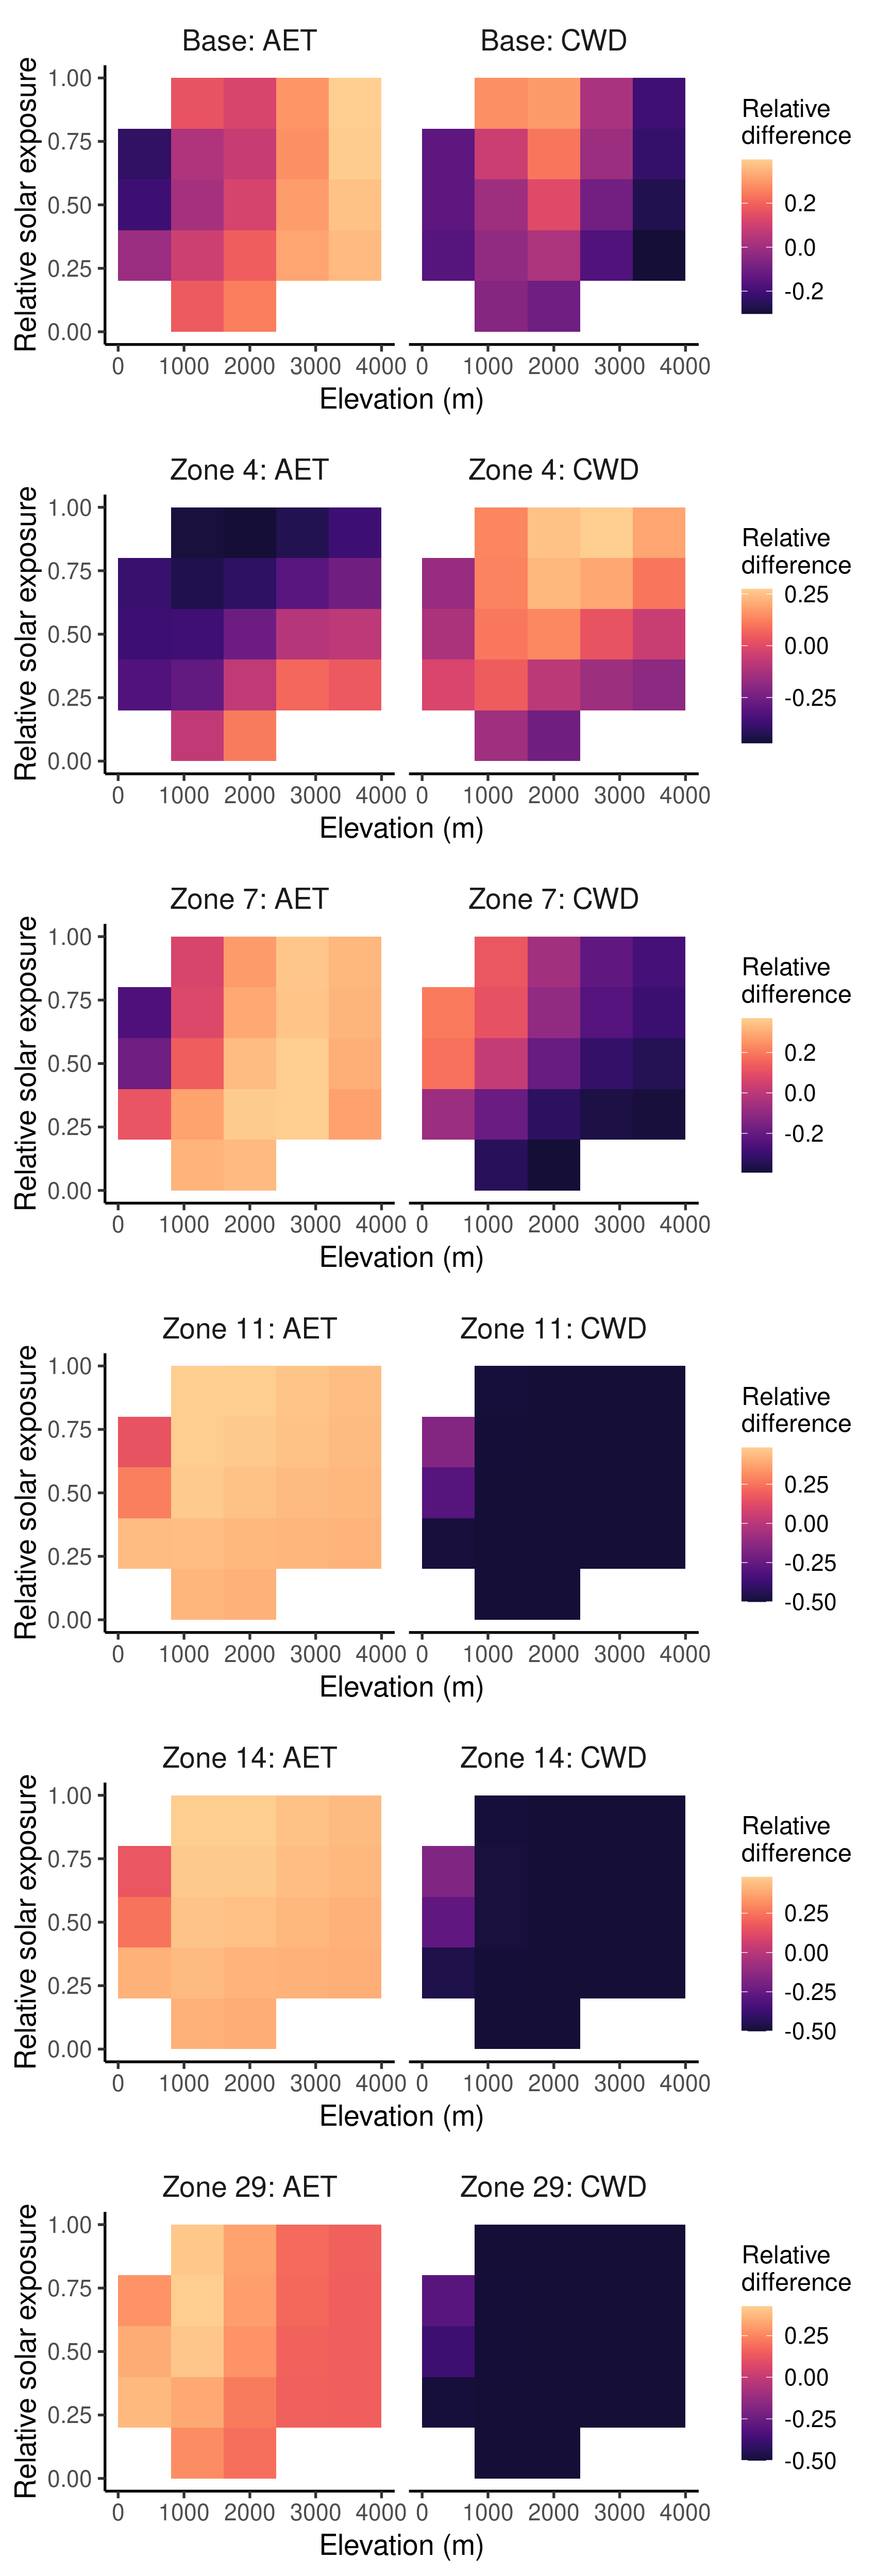 Base: AET
Base: CWD
Relative solar exposure
1.00
0.75
0.50
0.25
0.00
0 1000 2000 3000 4000
0 1000 2000 3000 4000
Elevation (m)
Relative
difference
0.2
0.0
-0.2
Zone 4: AET
Zone 4: CWD
Relative solar exposure
1.00
0.75
0.50
0.25
0.00
0 1000 2000 3000 4000
0 1000 2000 3000 4000
Elevation (m)
Relative
difference
0.25
0.00
-0.25
Zone 7: AET
Zone 7: CWD
Relative solar exposure
1.00
0.75
0.50
0.25
0.00
0 1000 2000 3000 4000
0 1000 2000 3000 4000
Elevation (m)
Relative
difference
0.2
0.0
-0.2
Zone 11: AET
Zone 11: CWD
Relative solar exposure
1.00
0.75
0.50
0.25
0.00
0 1000 2000 3000 4000
0 1000 2000 3000 4000
Elevation (m)
Relative
difference
0.25
0.00
-0.25
-0.50
Zone 14: AET
Zone 14: CWD
Relative solar exposure
1.00
0.75
0.50
0.25
0.00
0 1000 2000 3000 4000
0 1000 2000 3000 4000
Elevation (m)
Relative
difference
0.25
0.00
-0.25
-0.50
Zone 29: AET
Zone 29: CWD
Relative solar exposure
1.00
0.75
0.50
0.25
0.00
0 1000 2000 3000 4000
0 1000 2000 3000 4000
Elevation (m)
Relative
difference
0.25
0.00
-0.25
-0.50